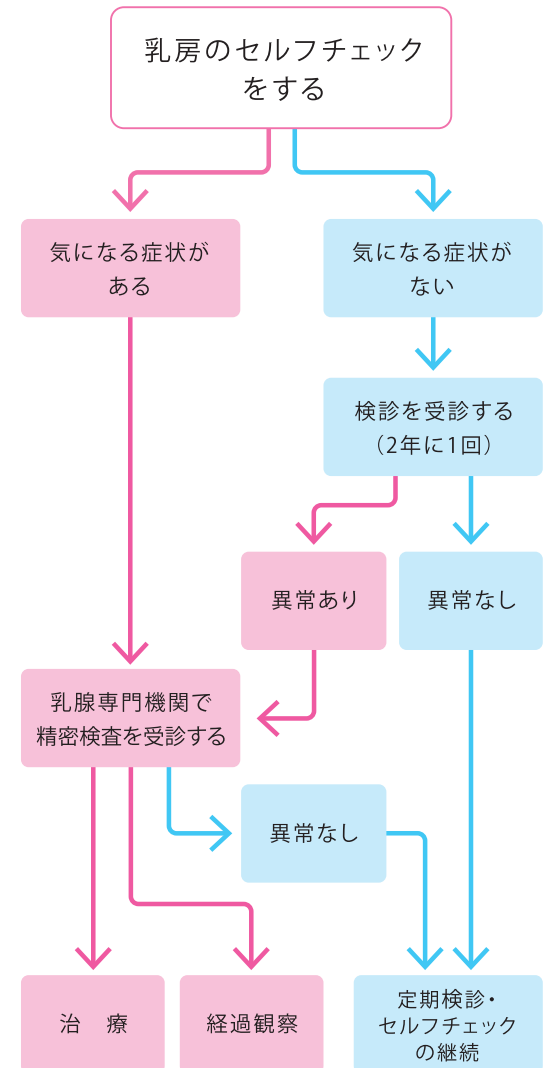 乳房のセルフチェック
をする
気になる症状が
ある
気になる症状が
ない
検診を受診する
（2年に1回）
異常あり
異常なし
乳腺専門機関で
精密検査を受診する
異常なし
治　療
経過観察
定期検診・
セルフチェック
の継続